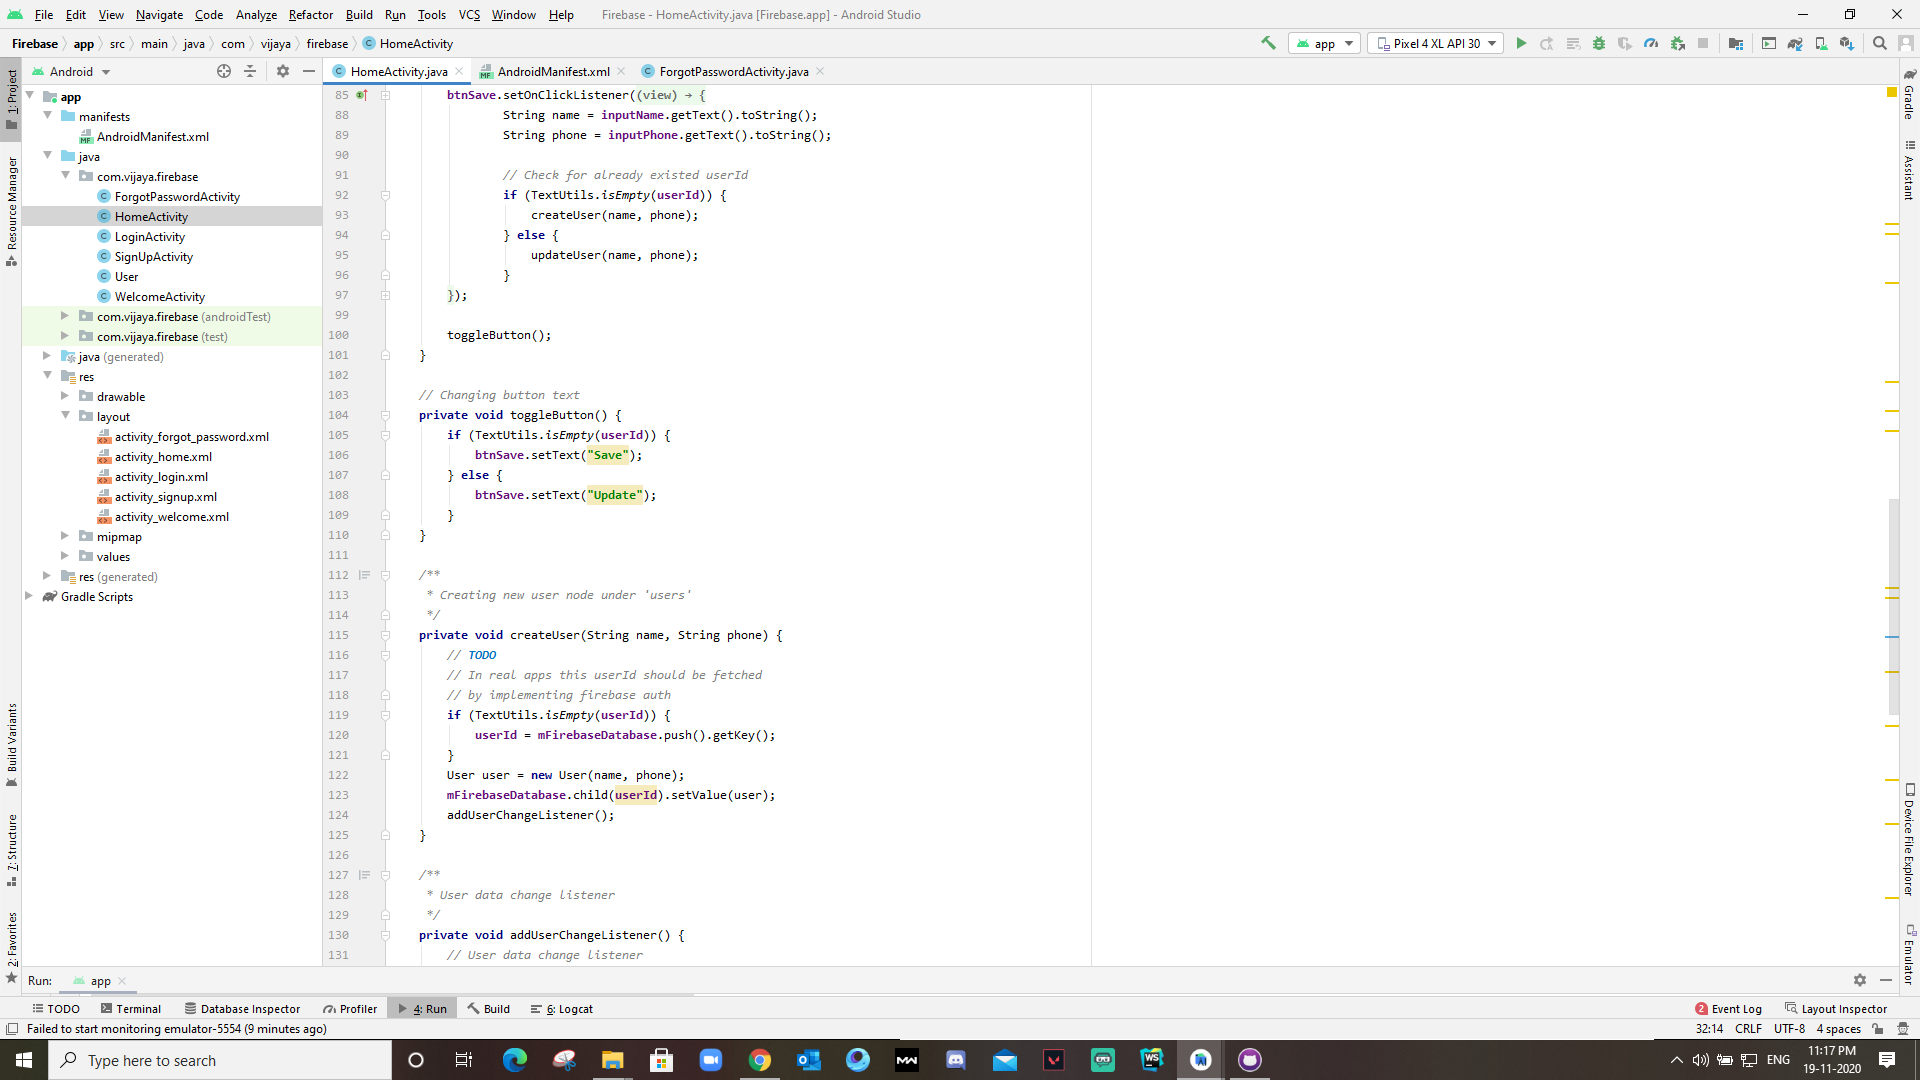 File Edit View Navigate Code Analyze Refactor Build Run Tools VCS Window Help Firebase - HomeActivity.java [Firebase.app] - Android Studio
Firebase app src main java com vijaya firebase HomeActivity app Pixel 4 XL API 30
Android HomeActivity.java AndroidManifest.xml ForgotPasswordActivity.java
1: Project
Resource Manager
Build Variants
7: Structure
2: Favorites
app
manifests
AndroidManifest.xml
java
com.vijaya.firebase
ForgotPasswordActivity
HomeActivity
LoginActivity
SignUpActivity
User
WelcomeActivity
com.vijaya.firebase (androidTest)
com.vijaya.firebase (test)
java (generated)
res
drawable
layout
activity_forgot_password.xml
activity_home.xml
activity_login.xml
activity_signup.xml
activity_welcome.xml
mipmap
values
res (generated)
Gradle Scripts
85 btnSave.setOnClickListener((view) → {
88 String name = inputName.getText().toString();
89 String phone = inputPhone.getText().toString();
90
91 // Check for already existed userId
92 if (TextUtils.isEmpty(userId)) {
93 createUser(name, phone);
94 } else {
95 updateUser(name, phone);
96 }
97 });
99
100 toggleButton();
101 }
102
103 // Changing button text
104 private void toggleButton() {
105 if (TextUtils.isEmpty(userId)) {
106 btnSave.setText("Save");
107 } else {
108 btnSave.setText("Update");
109 }
110 }
111
112 /**
113 * Creating new user node under 'users'
114 */
115 private void createUser(String name, String phone) {
116 // TODO
117 // In real apps this userId should be fetched
118 // by implementing firebase auth
119 if (TextUtils.isEmpty(userId)) {
120 userId = mFirebaseDatabase.push().getKey();
121 }
122 User user = new User(name, phone);
123 mFirebaseDatabase.child(userId).setValue(user);
124 addUserChangeListener();
125 }
126
127 /**
128 * User data change listener
129 */
130 private void addUserChangeListener() {
131 // User data change listener
Gradle
Assistant
Device File Explorer
Emulator
Run: app
TODO Terminal Database Inspector Profiler 4: Run Build 6: Logcat 2 Event Log Layout Inspector
Failed to start monitoring emulator-5554 (9 minutes ago) 32:14 CRLF UTF-8 4 spaces
Type here to search ENG 11:17 PM
19-11-2020